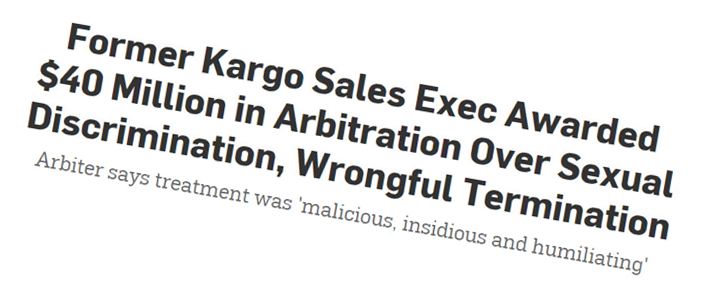 Former Kargo Sales Exec Awarded
$40 Million in Arbitration Over Sexual
Discrimination, Wrongful Termination
Arbiter says treatment was 'malicious, insidious and humiliating'